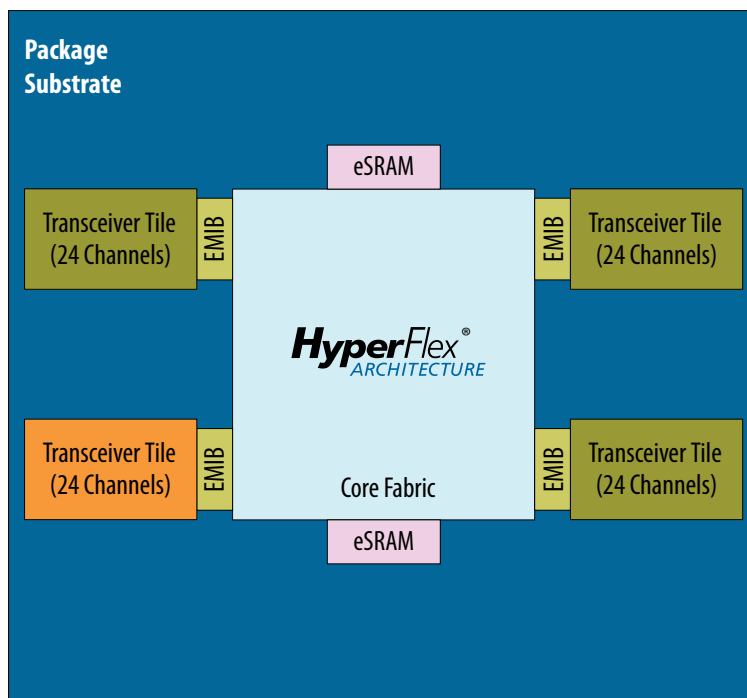 Package
Substrate
eSRAM
Transceiver Tile
(24 Channels)
EMIB
EMIB
Transceiver Tile
(24 Channels)
HyperFlex®
ARCHITECTURE
Transceiver Tile
(24 Channels)
EMIB
Core Fabric
EMIB
Transceiver Tile
(24 Channels)
eSRAM